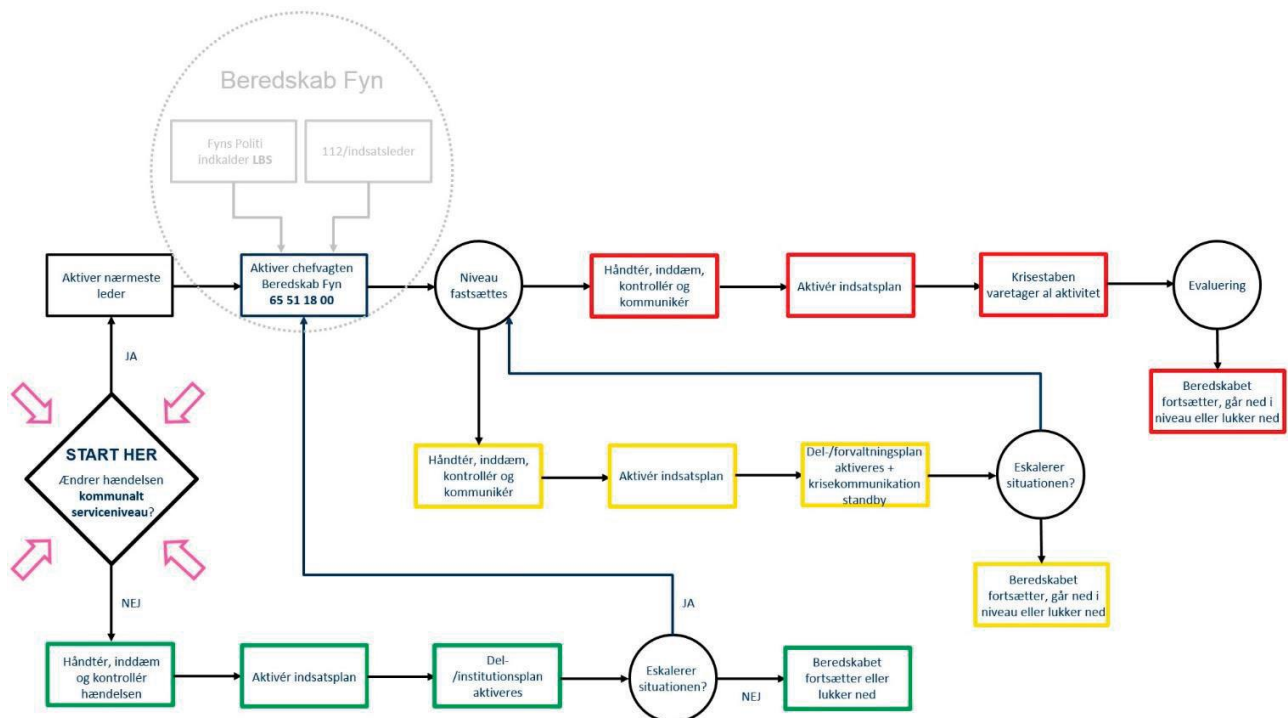 Beredskab Fyn
Fyns Politi
indkalder LBS
112/indsatsleder
Aktiver nærmeste
leder
Aktiver chefvagten
Beredskab Fyn
65 51 18 00
Niveau
fastsættes
Håndtér, inddæm,
kontrollér og
kommunikér
Aktivér indsatsplan
Krisestaben
varetager al aktivitet
Evaluering
JA
Beredskabet
fortsætter, går ned i
niveau eller lukker ned
START HER
Ændrer hændelsen
kommunalt
serviceniveau?
Håndtér, inddæm,
kontrollér og
kommunikér
Aktivér indsatsplan
Del-/forvaltningsplan
aktiveres +
krisekommunikation
standby
Eskalerer
situationen?
Beredskabet
fortsætter, går ned i
niveau eller lukker ned
NEJ
JA
Håndtér, inddæm
og kontrollér
hændelsen
Aktivér indsatsplan
Del-
/institutionsplan
aktiveres
Eskalerer
situationen?
NEJ
Beredskabet
fortsætter eller
lukker ned